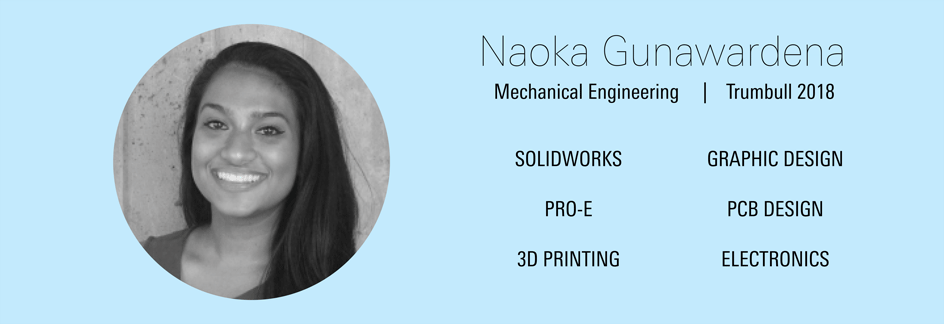 Naoka Gunawardena
Mechanical Engineering | Trumbull 2018
SOLIDWORKS GRAPHIC DESIGN
PRO-E PCB DESIGN
3D PRINTING ELECTRONICS